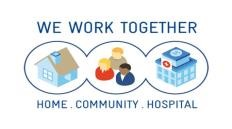 WE WORK TOGETHER
HOME . COMMUNITY . HOSPITAL